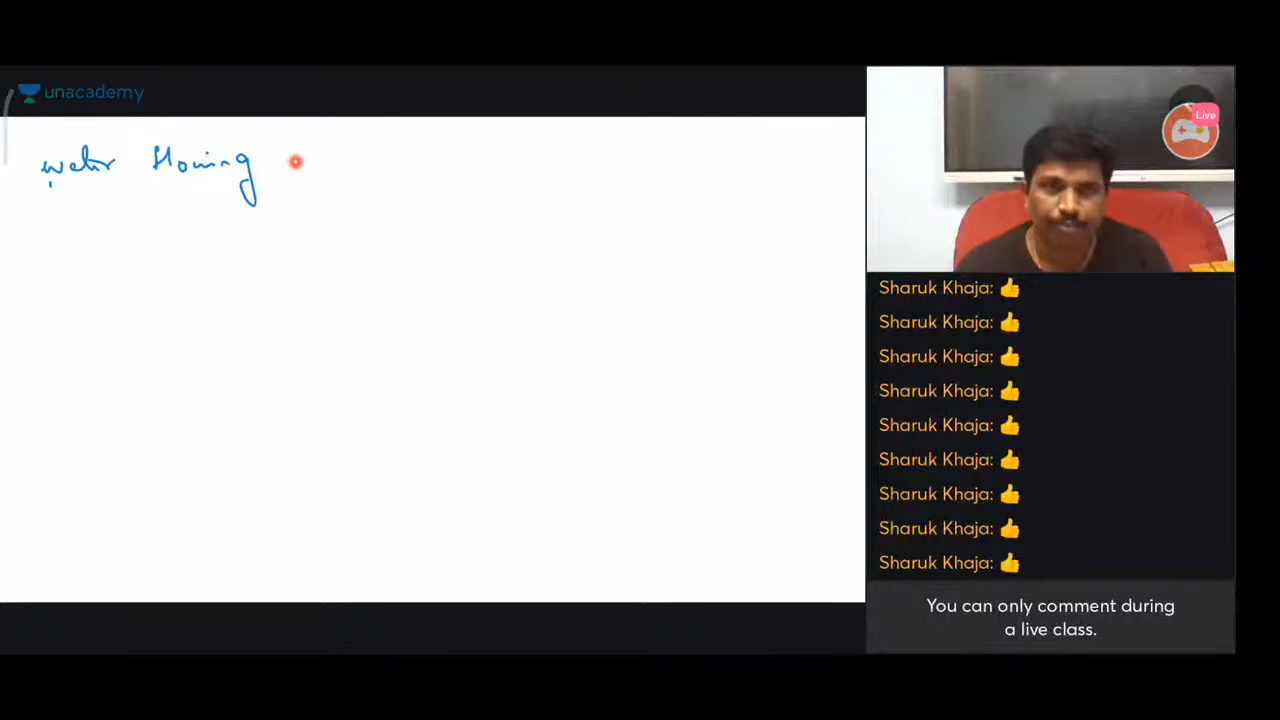 unacademy
Live
water flowing
Sharuk Khaja: 👍
Sharuk Khaja: 👍
Sharuk Khaja: 👍
Sharuk Khaja: 👍
Sharuk Khaja: 👍
Sharuk Khaja: 👍
Sharuk Khaja: 👍
Sharuk Khaja: 👍
Sharuk Khaja: 👍
You can only comment during
a live class.